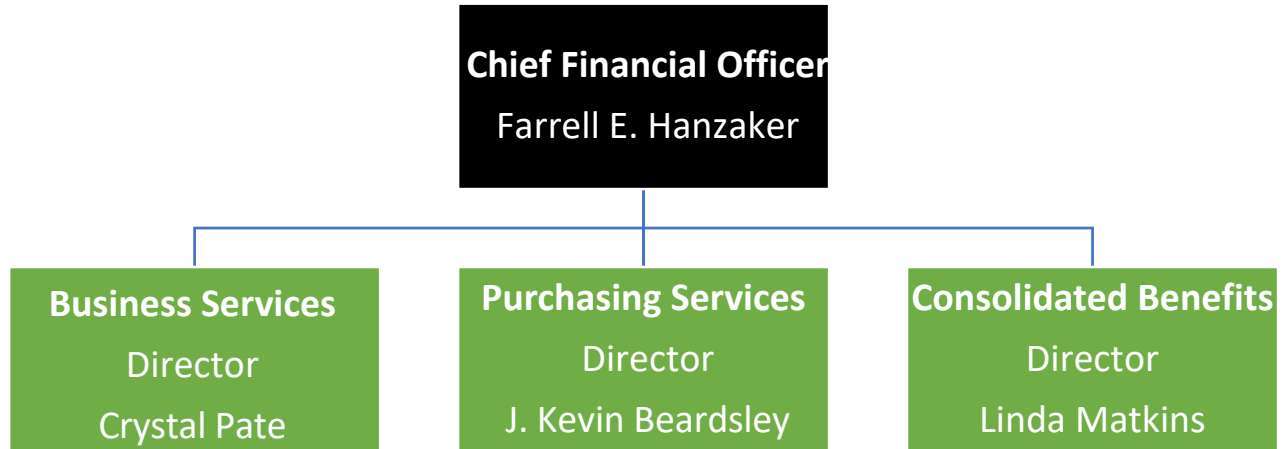 Chief Financial Officer
Farrell E. Hanzaker
Business Services
Director
Crystal Pate
Purchasing Services
Director
J. Kevin Beardsley
Consolidated Benefits
Director
Linda Matkins